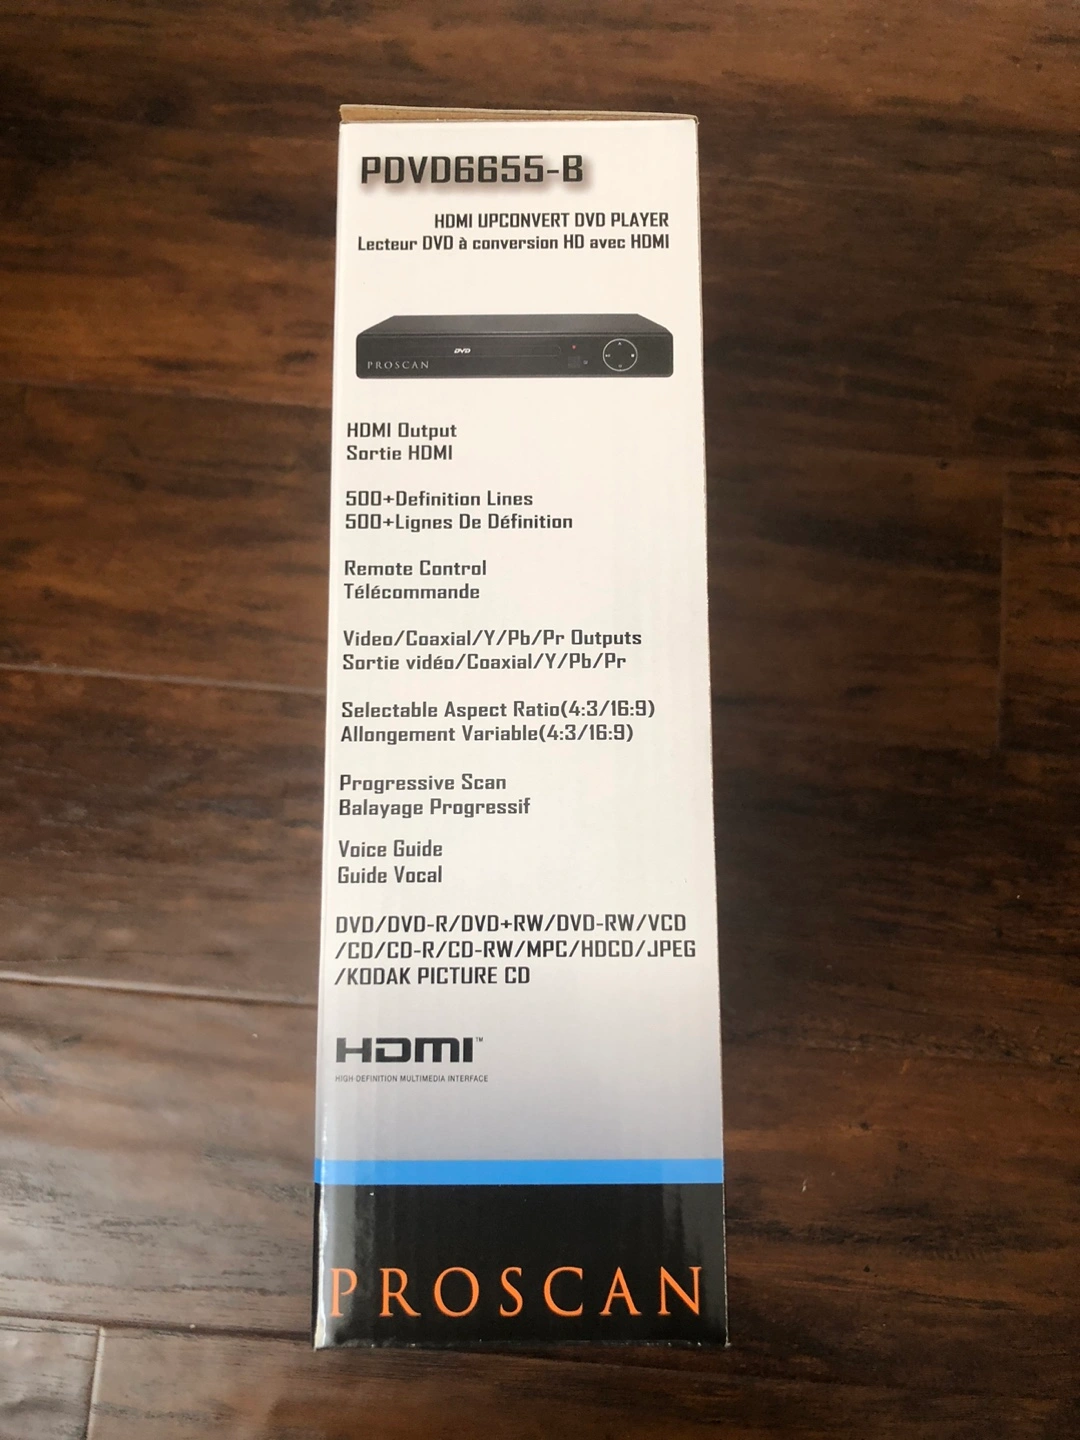 PDVD6655-B
HDMI UPCONVERT DVD PLAYER
Lecteur DVD à conversion HD avec HDMI
DVD
PROSCAN
HDMI Output
Sortie HDMI
500+Definition Lines
500+Lignes De Définition
Remote Control
Télécommande
Video/Coaxial/Y/Pb/Pr Outputs
Sortie vidéo/Coaxial/Y/Pb/Pr
Selectable Aspect Ratio(4:3/16:9)
Allongement Variable(4:3/16:9)
Progressive Scan
Balayage Progressif
Voice Guide
Guide Vocal
DVD/DVD-R/DVD+RW/DVD-RW/VCD
/CD/CD-R/CD-RW/MPC/HDCD/JPEG
/KODAK PICTURE CD
HDMI™
HIGH-DEFINITION MULTIMEDIA INTERFACE
PROSCAN